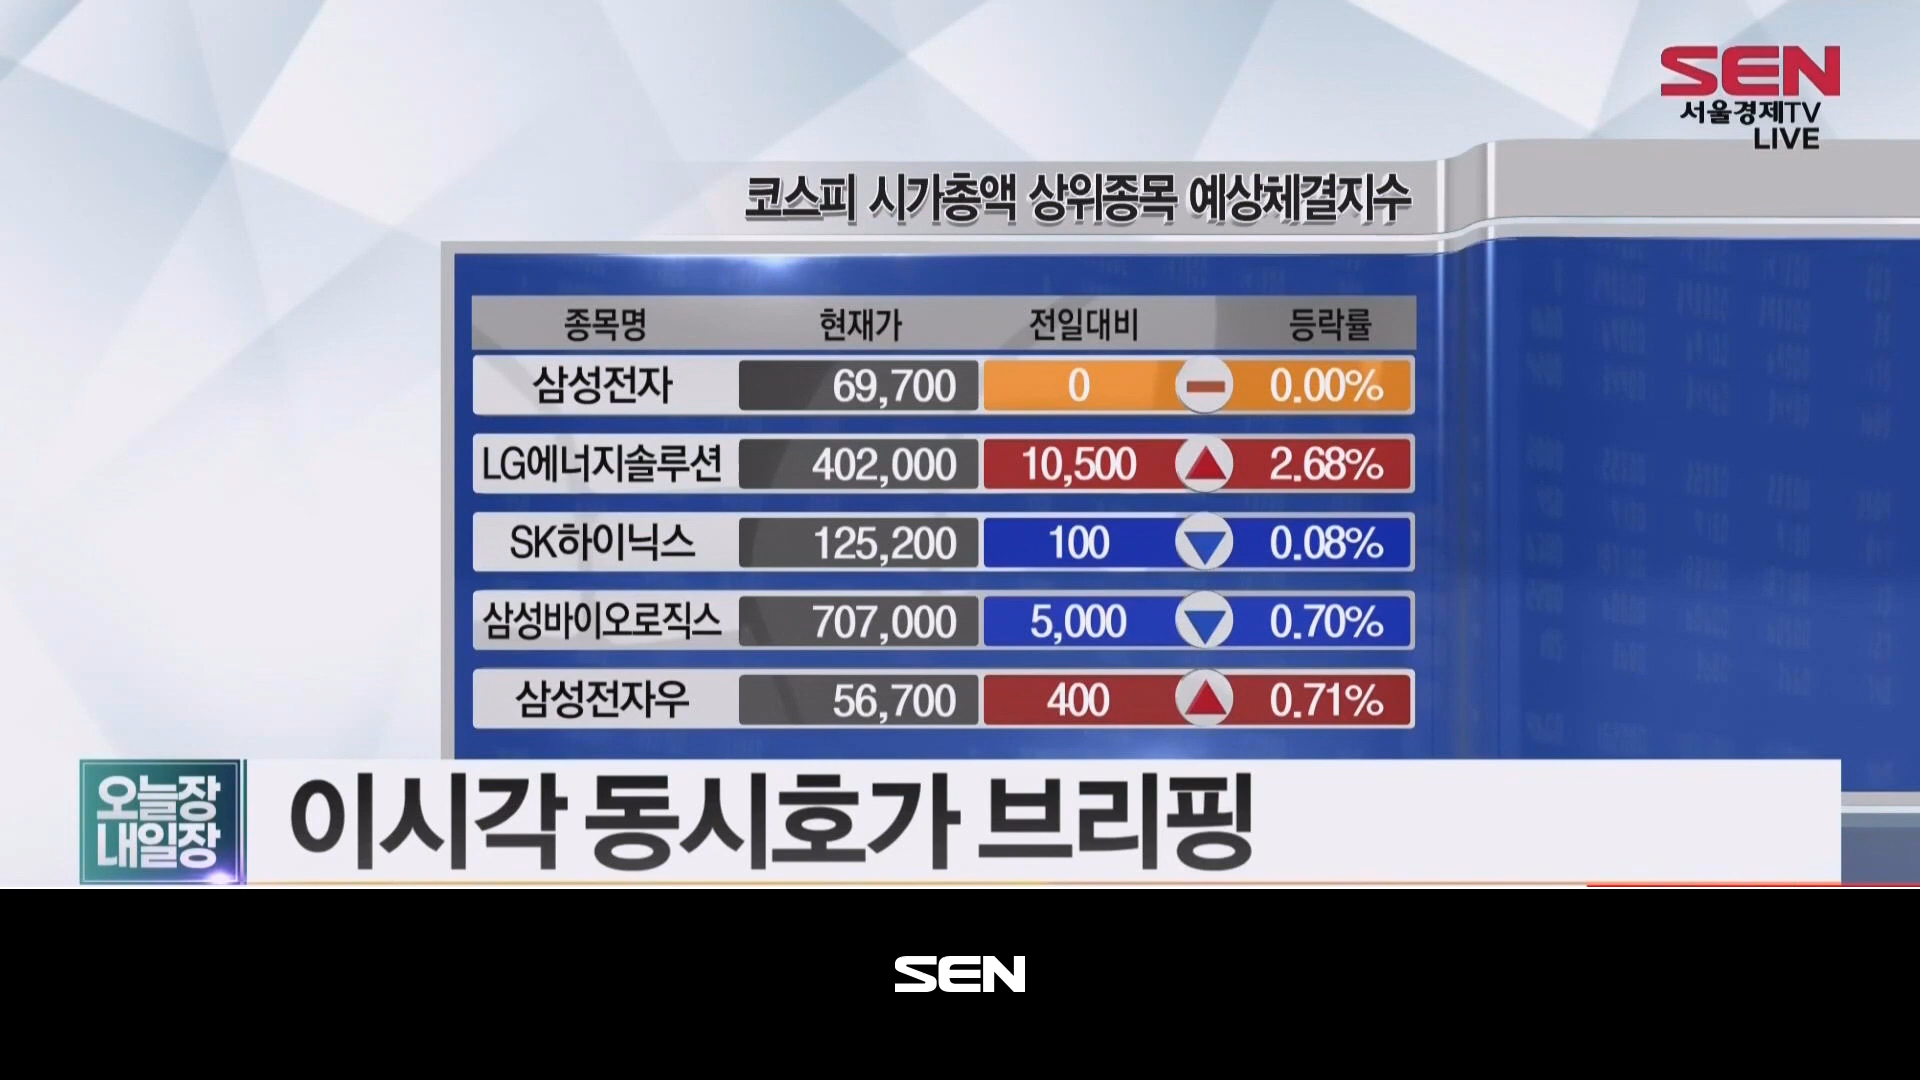 SEN
서울경제TV
LIVE
코스피 시가총액 상위종목 예상체결지수
종목명 현재가 전일대비 등락률
삼성전자 69,700 0 0.00%
LG에너지솔루션 402,000 10,500 ▲ 2.68%
SK하이닉스 125,200 100 ▼ 0.08%
삼성바이오로직스 707,000 5,000 ▼ 0.70%
삼성전자우 56,700 400 ▲ 0.71%
오늘장
내일장
이시각 동시호가 브리핑
SEN